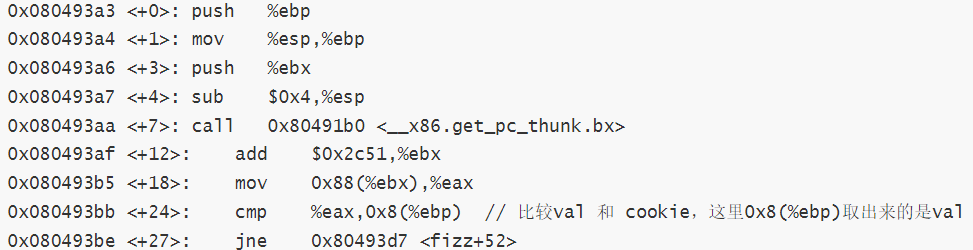 0x080493a3 <+0>: push   %ebp
0x080493a4 <+1>: mov    %esp,%ebp
0x080493a6 <+3>: push   %ebx
0x080493a7 <+4>: sub    $0x4,%esp
0x080493aa <+7>: call   0x80491b0 <__x86.get_pc_thunk.bx>
0x080493af <+12>:    add    $0x2c51,%ebx
0x080493b5 <+18>:    mov    0x88(%ebx),%eax
0x080493bb <+24>:    cmp    %eax,0x8(%ebp)  // 比较val 和 cookie，这里0x8(%ebp)取出来的是val
0x080493be <+27>:    jne    0x80493d7 <fizz+52>